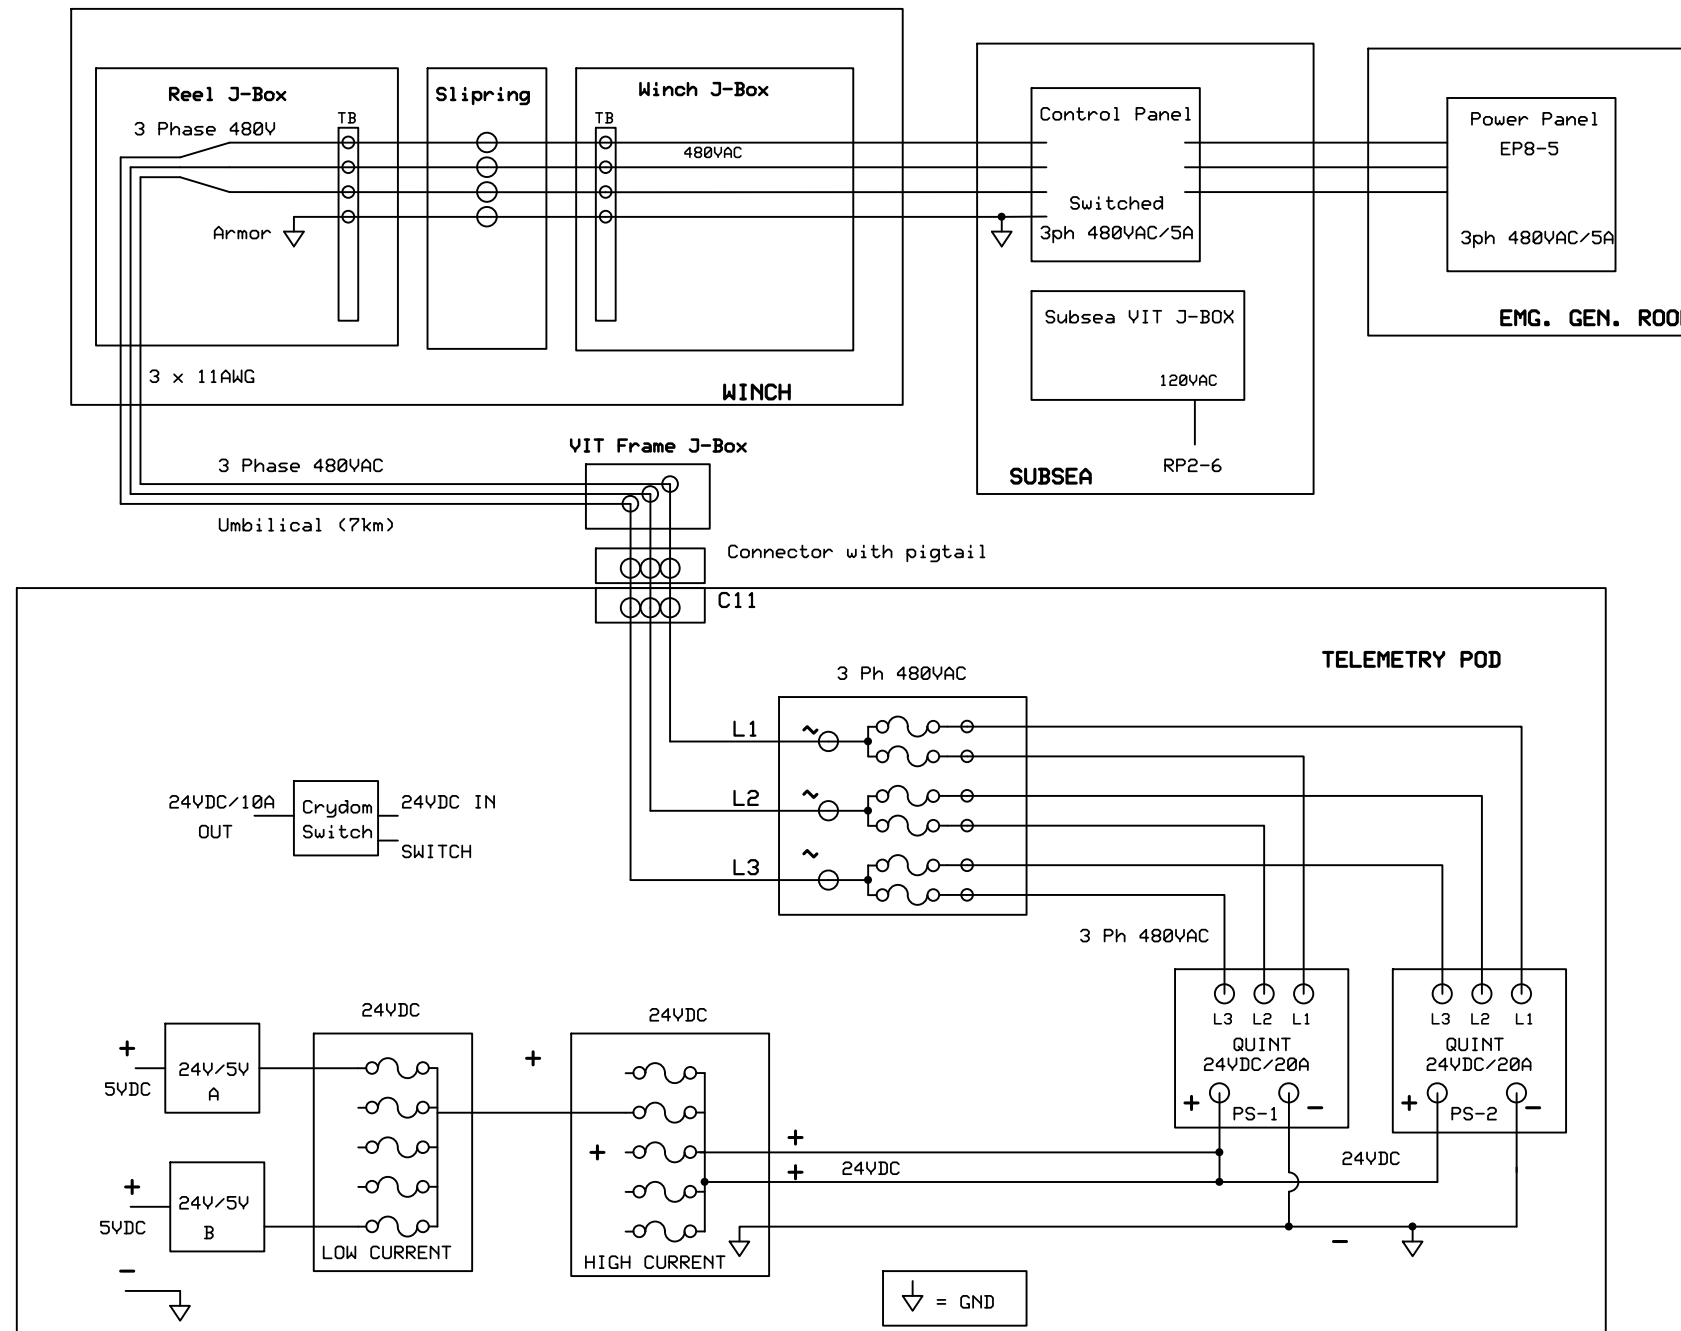 Reel J-Box
3 Phase 480V
TB
Armor
3 x 11AWG
Slipring
Winch J-Box
TB
480VAC
WINCH
Control Panel
Switched
3ph 480VAC/5A
Subsea VIT J-BOX
120VAC
RP2-6
SUBSEA
Power Panel
EP8-5
3ph 480VAC/5A
EMG. GEN. ROO
VIT Frame J-Box
3 Phase 480VAC
Umbilical (7km)
Connector with pigtail
C11
TELEMETRY POD
3 Ph 480VAC
L1
~
L2
~
L3
~
24VDC/10A
OUT
Crydom
Switch
24VDC IN
SWITCH
3 Ph 480VAC
L3 L2 L1
QUINT
24VDC/20A
+ PS-1 -
L3 L2 L1
QUINT
24VDC/20A
+ PS-2 -
24VDC
24VDC
+
5VDC
24V/5V
A
+
5VDC
24V/5V
B
-
LOW CURRENT
+
+
HIGH CURRENT
+
+
24VDC
24VDC
-
= GND